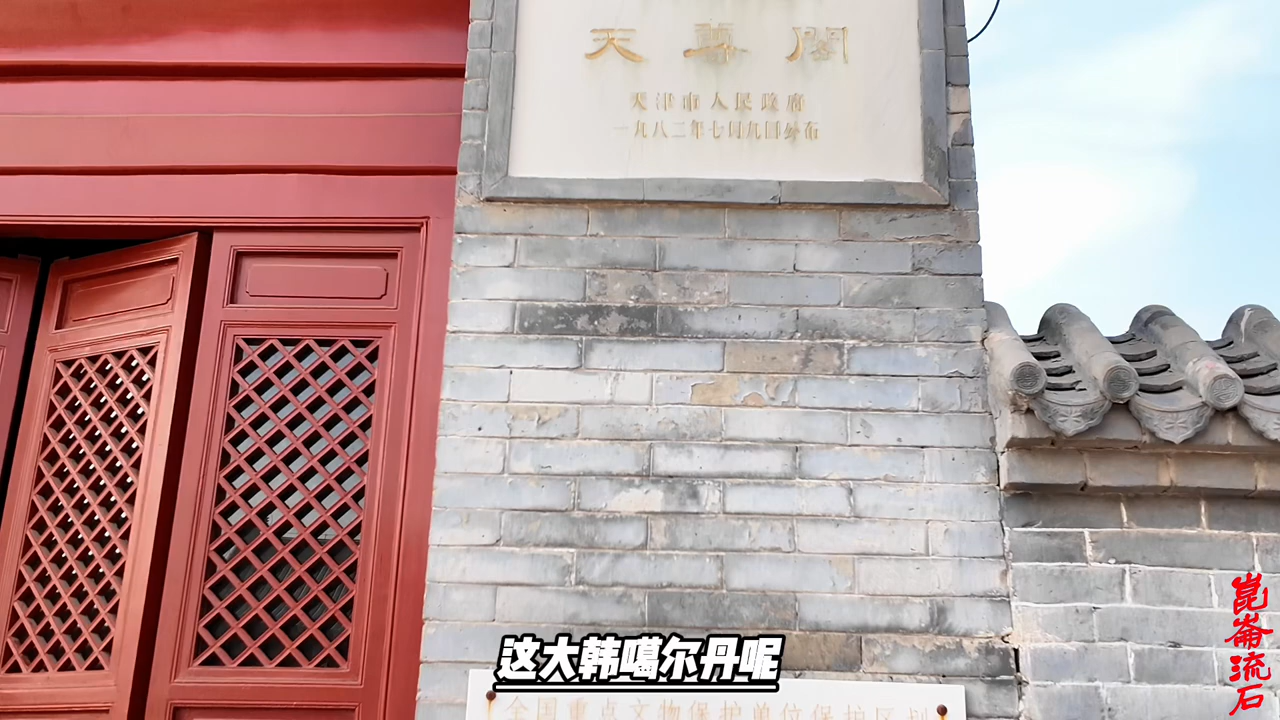 天尊閣
天津市人民政府
一九八二年七月九日公布
这大韩噶尔丹呢
全国重点文物保护单位保护区划
崑崙流石